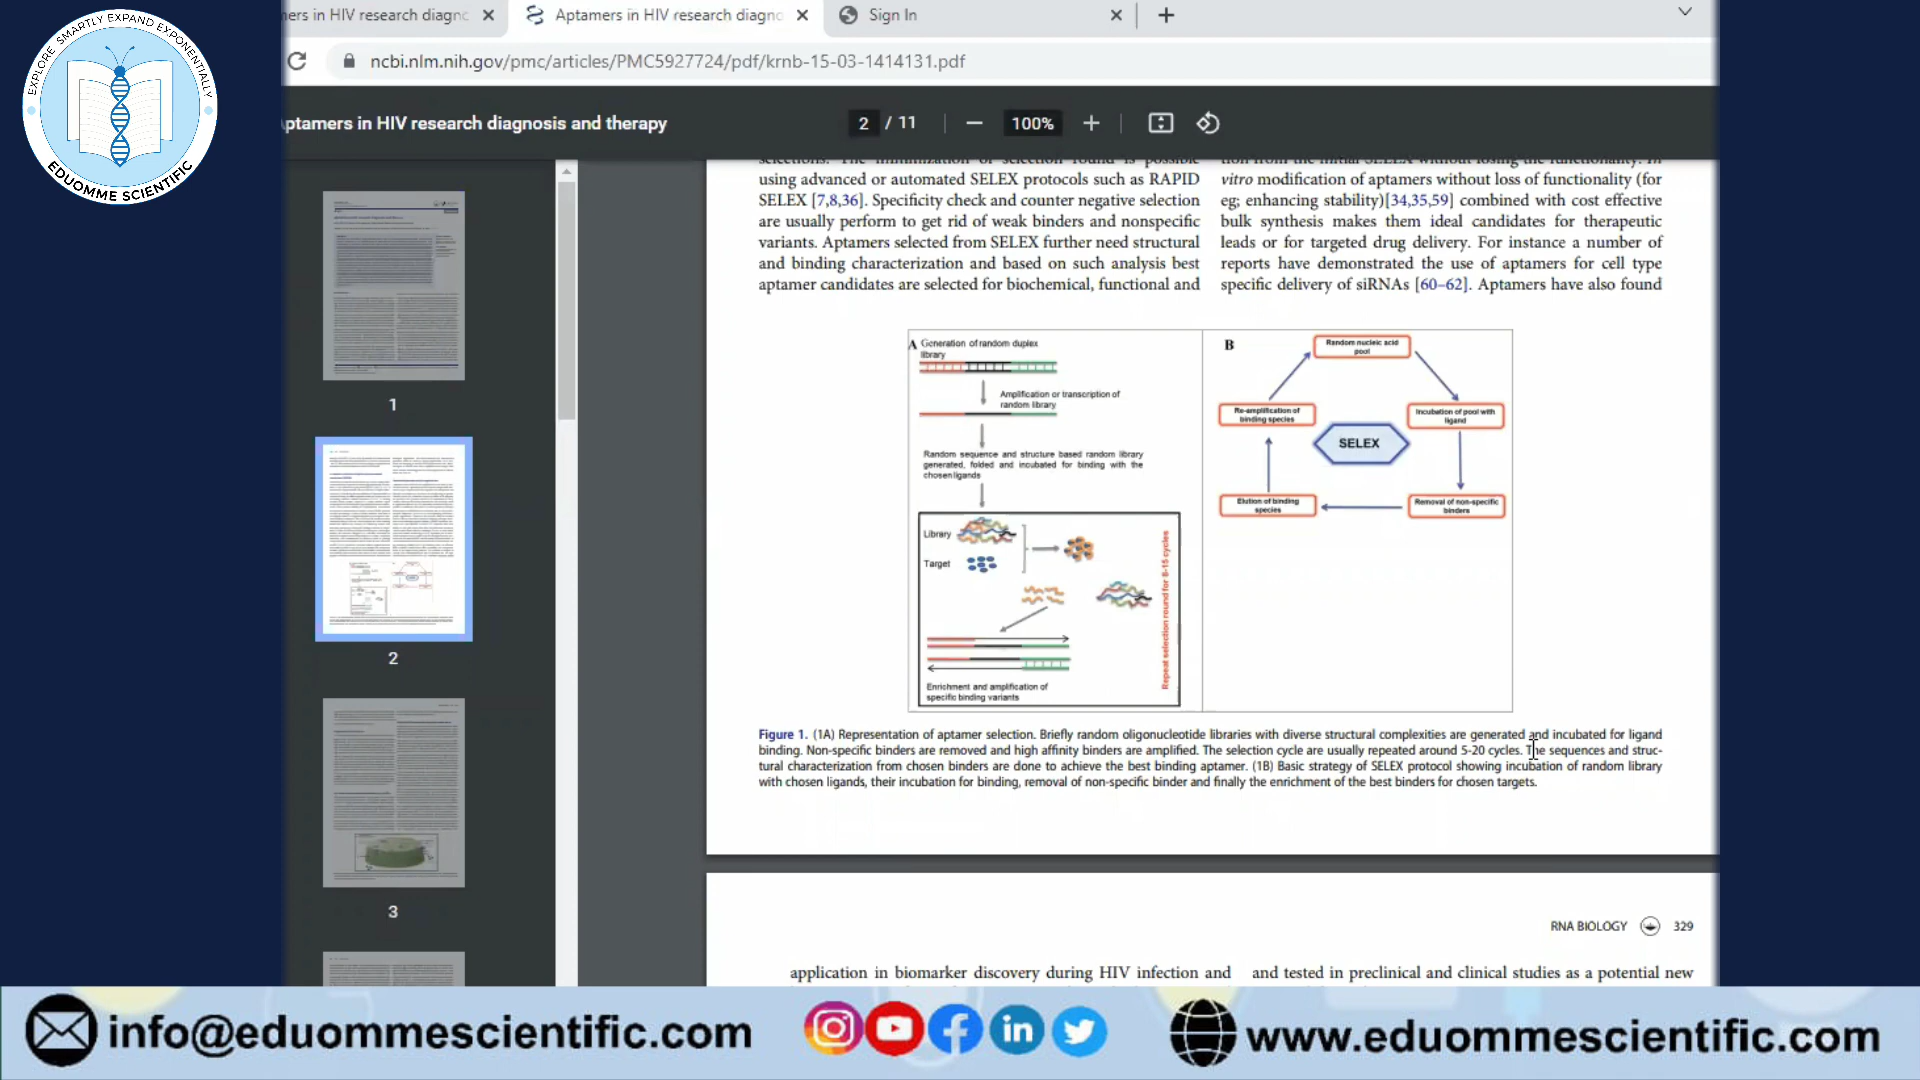 EXPLORE SMARTLY EXPAND EXPONENTIALLY
EDUOMME SCIENTIFIC
ners in HIV research diagno
Aptamers in HIV research diagno
Sign In
ncbi.nlm.nih.gov/pmc/articles/PMC5927724/pdf/krnb-15-03-1414131.pdf
ptamers in HIV research diagnosis and therapy
2 / 11
100%
1
2
3
using advanced or automated SELEX protocols such as RAPID
SELEX [7,8,36]. Specificity check and counter negative selection
are usually perform to get rid of weak binders and nonspecific
variants. Aptamers selected from SELEX further need structural
and binding characterization and based on such analysis best
aptamer candidates are selected for biochemical, functional and
tion from the initial SELEX without losing the functionality. In
vitro modification of aptamers without loss of functionality (for
eg; enhancing stability)[34,35,59] combined with cost effective
bulk synthesis makes them ideal candidates for therapeutic
leads or for targeted drug delivery. For instance a number of
reports have demonstrated the use of aptamers for cell type
specific delivery of siRNAs [60–62]. Aptamers have also found
A Generation of random duplex
library
Amplification or transcription of
random library
Random sequence and structure based random library
generated, folded and incubated for binding with the
chosen ligands
Library
Target
Repeat selection round for 8-15 cycles
Enrichment and amplification of
specific binding variants
B
Random nucleic acid
pool
Re-amplification of
binding species
Incubation of pool with
ligand
SELEX
Elution of binding
species
Removal of non-specific
binders
Figure 1. (1A) Representation of aptamer selection. Briefly random oligonucleotide libraries with diverse structural complexities are generated and incubated for ligand
binding. Non-specific binders are removed and high affinity binders are amplified. The selection cycle are usually repeated around 5-20 cycles. The sequences and struc-
tural characterization from chosen binders are done to achieve the best binding aptamer. (1B) Basic strategy of SELEX protocol showing incubation of random library
with chosen ligands, their incubation for binding, removal of non-specific binder and finally the enrichment of the best binders for chosen targets.
RNA BIOLOGY 329
application in biomarker discovery during HIV infection and
and tested in preclinical and clinical studies as a potential new
info@eduommescientific.com
www.eduommescientific.com